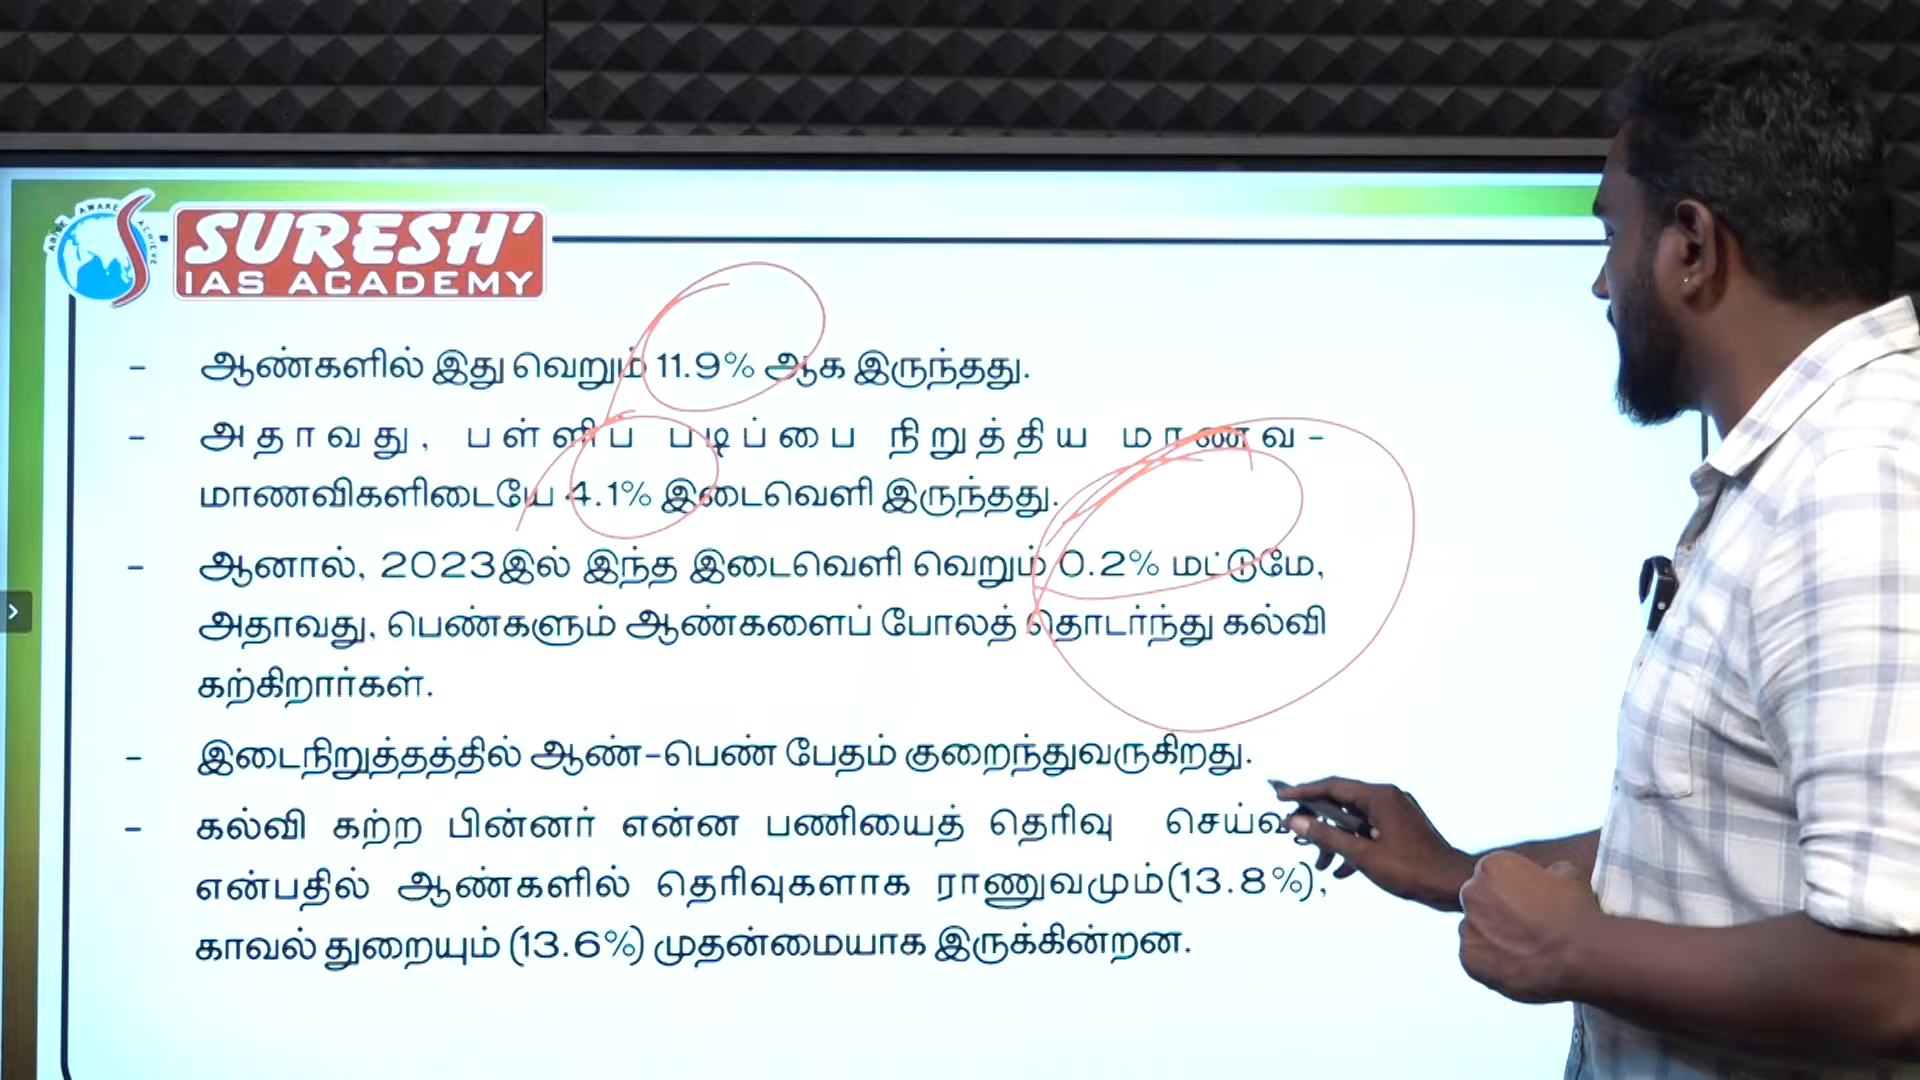 ARISE AWAKE ACHIEVE
SURESH'
IAS ACADEMY
- ஆண்களில் இது வெறும் 11.9% ஆக இருந்தது.
- அதாவது, பள்ளிப் படிப்பை நிறுத்திய மாணவ-
மாணவிகளிடையே 4.1% இடைவெளி இருந்தது.
- ஆனால், 2023இல் இந்த இடைவெளி வெறும் 0.2% மட்டுமே,
அதாவது, பெண்களும் ஆண்களைப் போலத் தொடர்ந்து கல்வி
கற்கிறார்கள்.
- இடைநிறுத்தத்தில் ஆண்-பெண் பேதம் குறைந்துவருகிறது.
- கல்வி கற்ற பின்னர் என்ன பணியைத் தெரிவு
என்பதில் ஆண்களில் தெரிவுகளாக ராணுவமும்(13.8%),
காவல் துறையும் (13.6%) முதன்மையாக இருக்கின்றன.